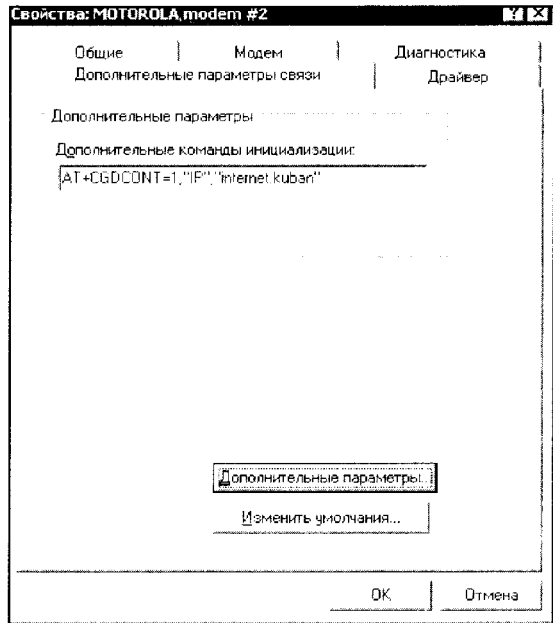 Свойства: MOTOROLA,modem #2
Общие
Модем
Диагностика
Дополнительные параметры связи
Драйвер
Дополнительные параметры
Дополнительные команды инициализации:
AT+CGDCONT=1,"IP","internet.kuban"
Дополнительные параметры...
Изменить умолчания...
OK
Отмена